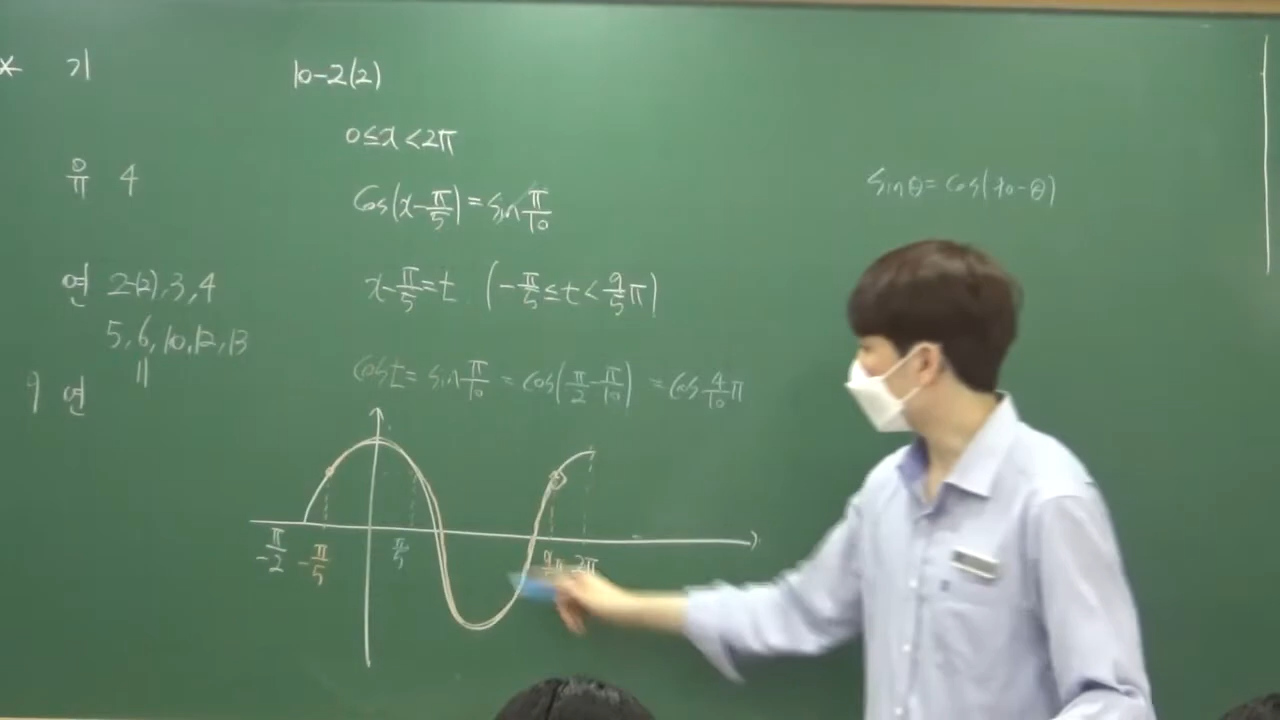 * 기
유 4
연 2-(2), 3, 4
5, 6, 10, 12, 13
11
9 연
10-2(2)
0≤x<2π
Cos(x-π/5)=sin π/10
x-π/5=t (-π/5≤t<9/5π)
cost=sin π/10 = cos(π/2-π/10) = cos 4/10 π
-π/2 -π/5 π/5 2π
sinθ=cos(90-θ)